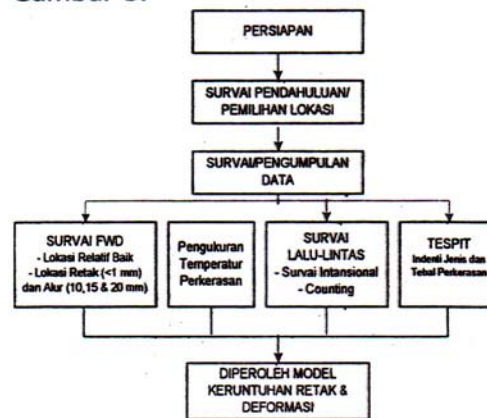 PERSIAPAN
SURVAI PENDAHULUAN/
PEMILIHAN LOKASI
SURVAI/PENGUMPULAN
DATA
SURVAI FWD
- Lokasi Relatif Baik
- Lokasi Retak (<1 mm)
dan Alur (10,15 & 20 mm)
Pengukuran
Temperatur
Perkerasan
SURVAI
LALU-LINTAS
- Survai Intansional
- Counting
TESPIT
Indenti Jenis dan
Tebal Perkerasan
DIPEROLEH MODEL
KERUNTUHAN RETAK &
DEFORMASI